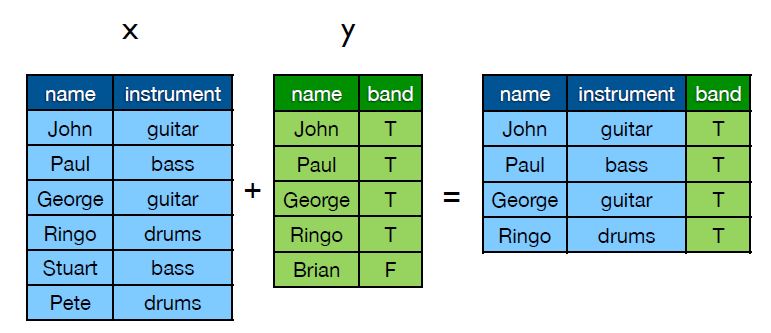 x y
name instrument name band name instrument band
John guitar John T John guitar T
Paul bass Paul T Paul bass T
George guitar + George T = George guitar T
Ringo drums Ringo T Ringo drums T
Stuart bass Brian F
Pete drums